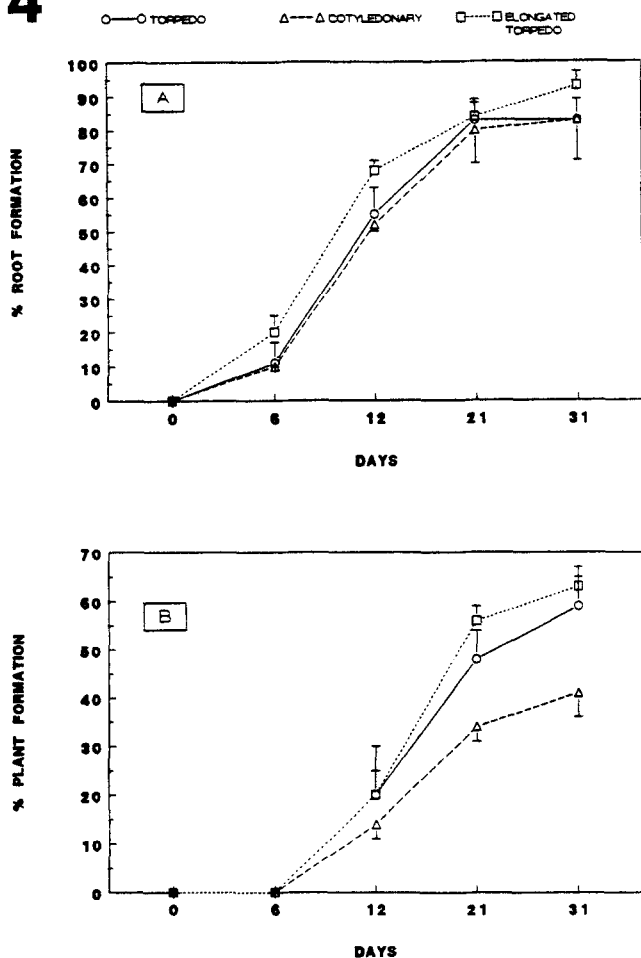 4
TORPEDO COTYLEDONARY ELONGATED
TORPEDO
A
100
90
80
70
60
50
40
30
20
10
0
% ROOT FORMATION
0 6 12 21 31
DAYS
B
70
60
50
40
30
20
10
0
% PLANT FORMATION
0 6 12 21 31
DAYS